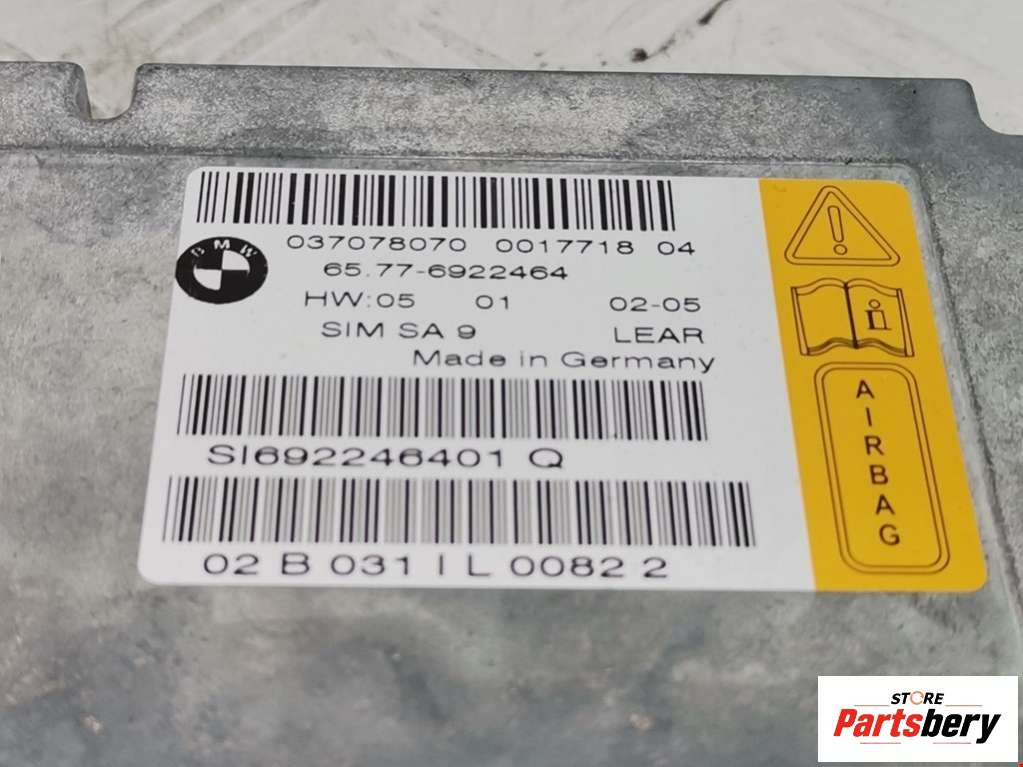 037078070 0017718 04
BMW
65.77-6922464
HW:05 01 02-05
SIM SA 9 LEAR
Made in Germany
SI692246401 Q
02 B 031 I L 0082 2
i
AIRBAG
STORE
Partsbery